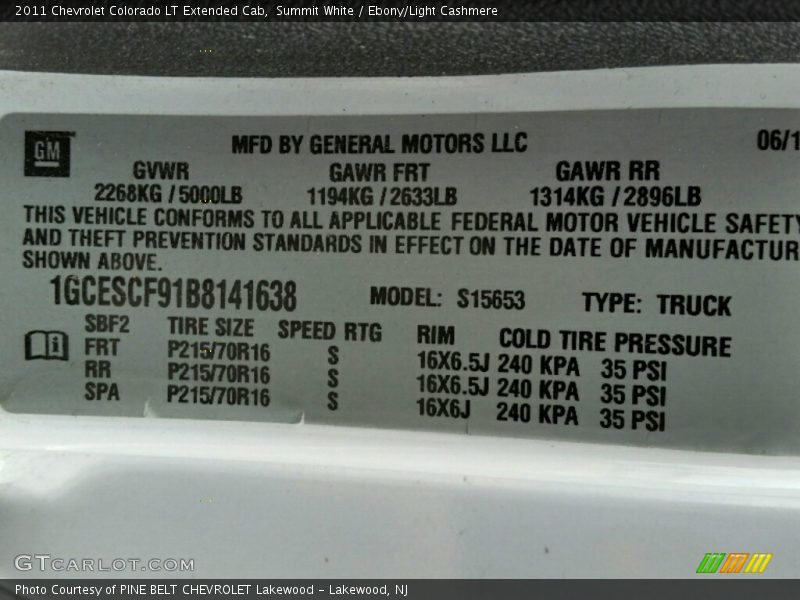 2011 Chevrolet Colorado LT Extended Cab,  Summit White / Ebony/Light Cashmere
GM
MFD BY GENERAL MOTORS LLC
06/1
GVWR GAWR FRT GAWR RR
2268KG / 5000LB 1194KG / 2633LB 1314KG / 2896LB
THIS VEHICLE CONFORMS TO ALL APPLICABLE FEDERAL MOTOR VEHICLE SAFETY
AND THEFT PREVENTION STANDARDS IN EFFECT ON THE DATE OF MANUFACTUR
SHOWN ABOVE.
1GCESCF91B8141638 MODEL: S15653 TYPE: TRUCK
SBF2 TIRE SIZE SPEED RTG RIM COLD TIRE PRESSURE
FRT P215/70R16 S 16X6.5J 240 KPA 35 PSI
RR P215/70R16 S 16X6.5J 240 KPA 35 PSI
SPA P215/70R16 S 16X6J 240 KPA 35 PSI
GTCARLOT.COM
Photo Courtesy of PINE BELT CHEVROLET Lakewood - Lakewood, NJ